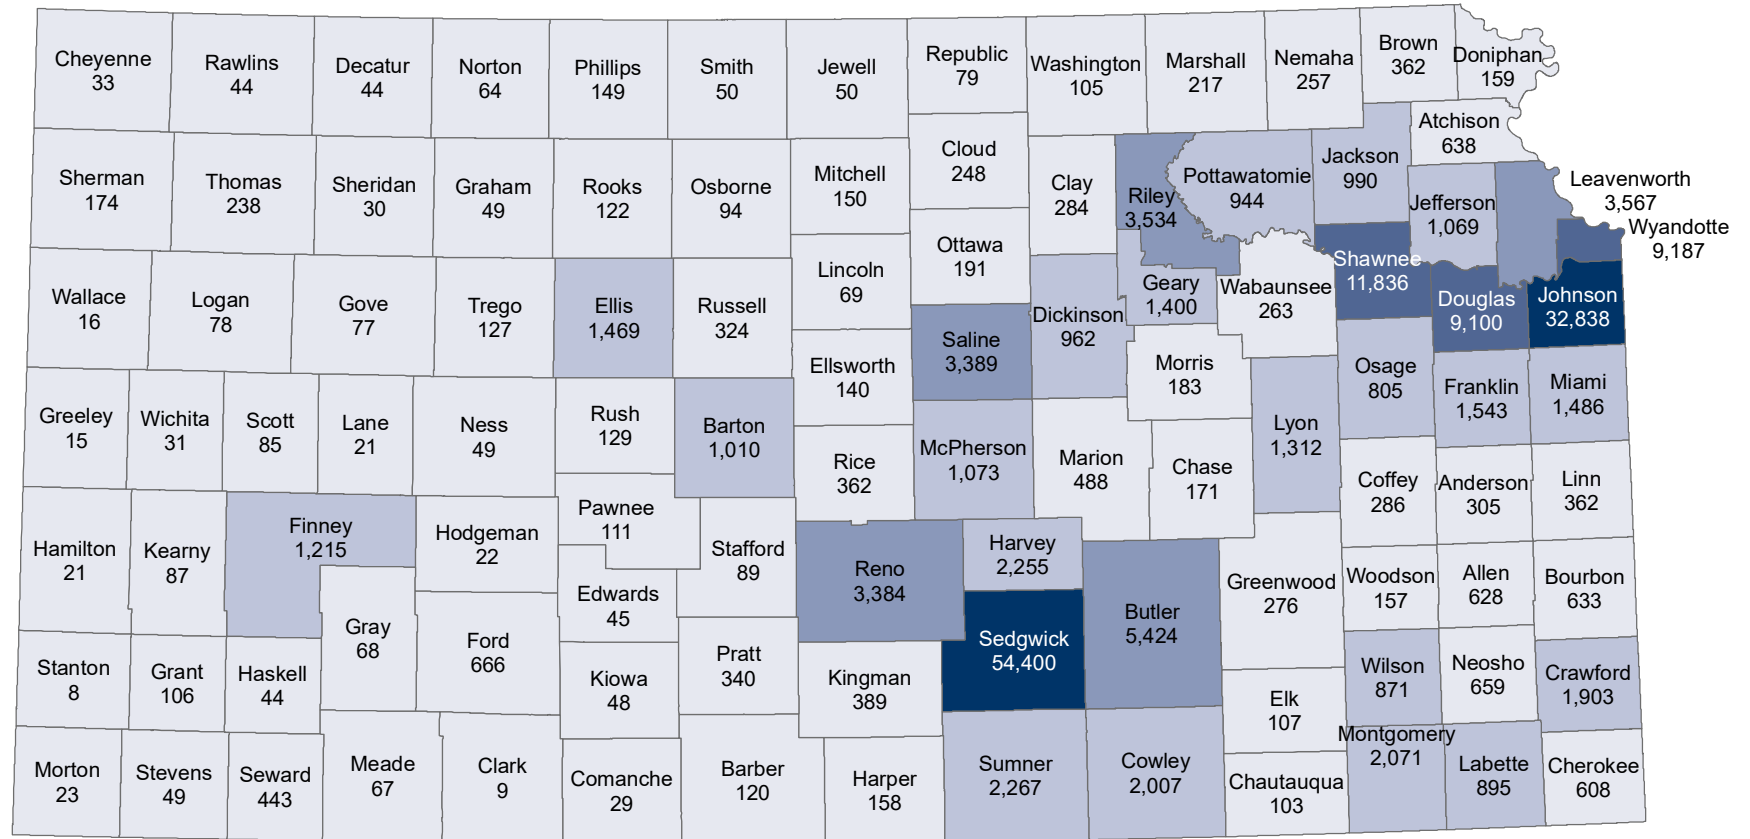 Cheyenne
33
Rawlins
44
Decatur
44
Norton
64
Phillips
149
Smith
50
Jewell
50
Republic
79
Washington
105
Marshall
217
Nemaha
257
Brown
362
Doniphan
159
Sherman
174
Thomas
238
Sheridan
30
Graham
49
Rooks
122
Osborne
94
Mitchell
150
Cloud
248
Clay
284
Riley
3,534
Pottawatomie
944
Jackson
990
Atchison
638
Jefferson
1,069
Leavenworth
3,567
Wyandotte
9,187
Wallace
16
Logan
78
Gove
77
Trego
127
Ellis
1,469
Russell
324
Lincoln
69
Ottawa
191
Saline
3,389
Dickinson
962
Geary
1,400
Wabaunsee
263
Shawnee
11,836
Douglas
9,100
Johnson
32,838
Greeley
15
Wichita
31
Scott
85
Lane
21
Ness
49
Rush
129
Barton
1,010
Ellsworth
140
Rice
362
McPherson
1,073
Marion
488
Morris
183
Chase
171
Lyon
1,312
Osage
805
Franklin
1,543
Miami
1,486
Coffey
286
Anderson
305
Linn
362
Hamilton
21
Kearny
87
Finney
1,215
Hodgeman
22
Pawnee
111
Stafford
89
Edwards
45
Reno
3,384
Harvey
2,255
Sedgwick
54,400
Butler
5,424
Greenwood
276
Woodson
157
Allen
628
Bourbon
633
Stanton
8
Grant
106
Haskell
44
Gray
68
Ford
666
Kiowa
48
Pratt
340
Kingman
389
Elk
107
Wilson
871
Neosho
659
Crawford
1,903
Morton
23
Stevens
49
Seward
443
Meade
67
Clark
9
Comanche
29
Barber
120
Harper
158
Sumner
2,267
Cowley
2,007
Chautauqua
103
Montgomery
2,071
Labette
895
Cherokee
608